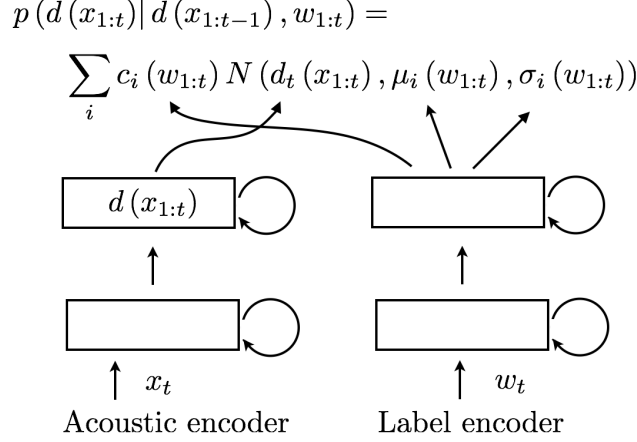 p (d (x_{1:t}) | d (x_{1:t−1}) , w_{1:t}) =
∑_i c_i (w_{1:t}) N (d_t (x_{1:t}) , μ_i (w_{1:t}) , σ_i (w_{1:t}))
d (x_{1:t})
x_t w_t
Acoustic encoder Label encoder